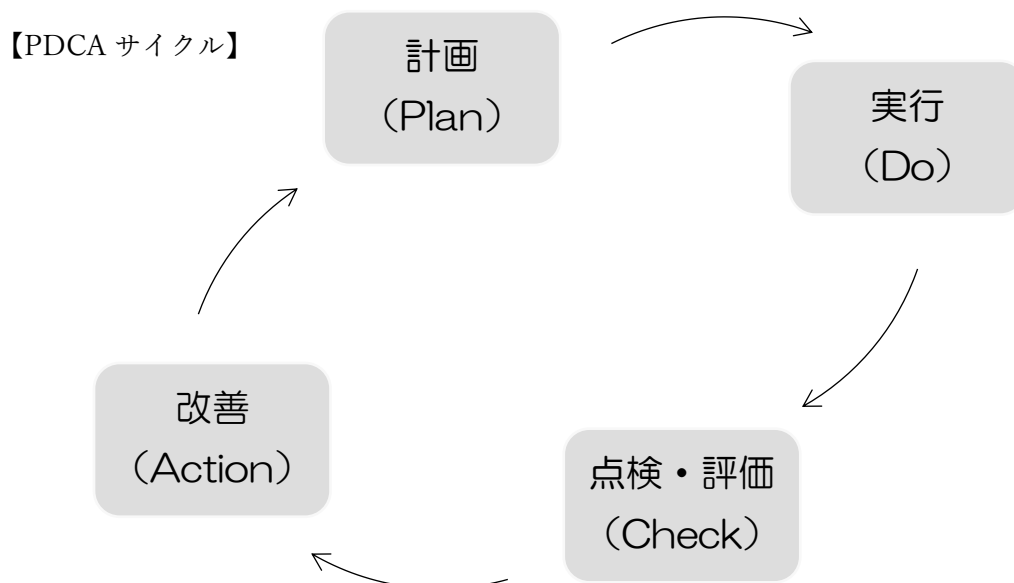 【PDCA サイクル】
計画
（Plan）
実行
（Do）
点検・評価
（Check）
改善
（Action）